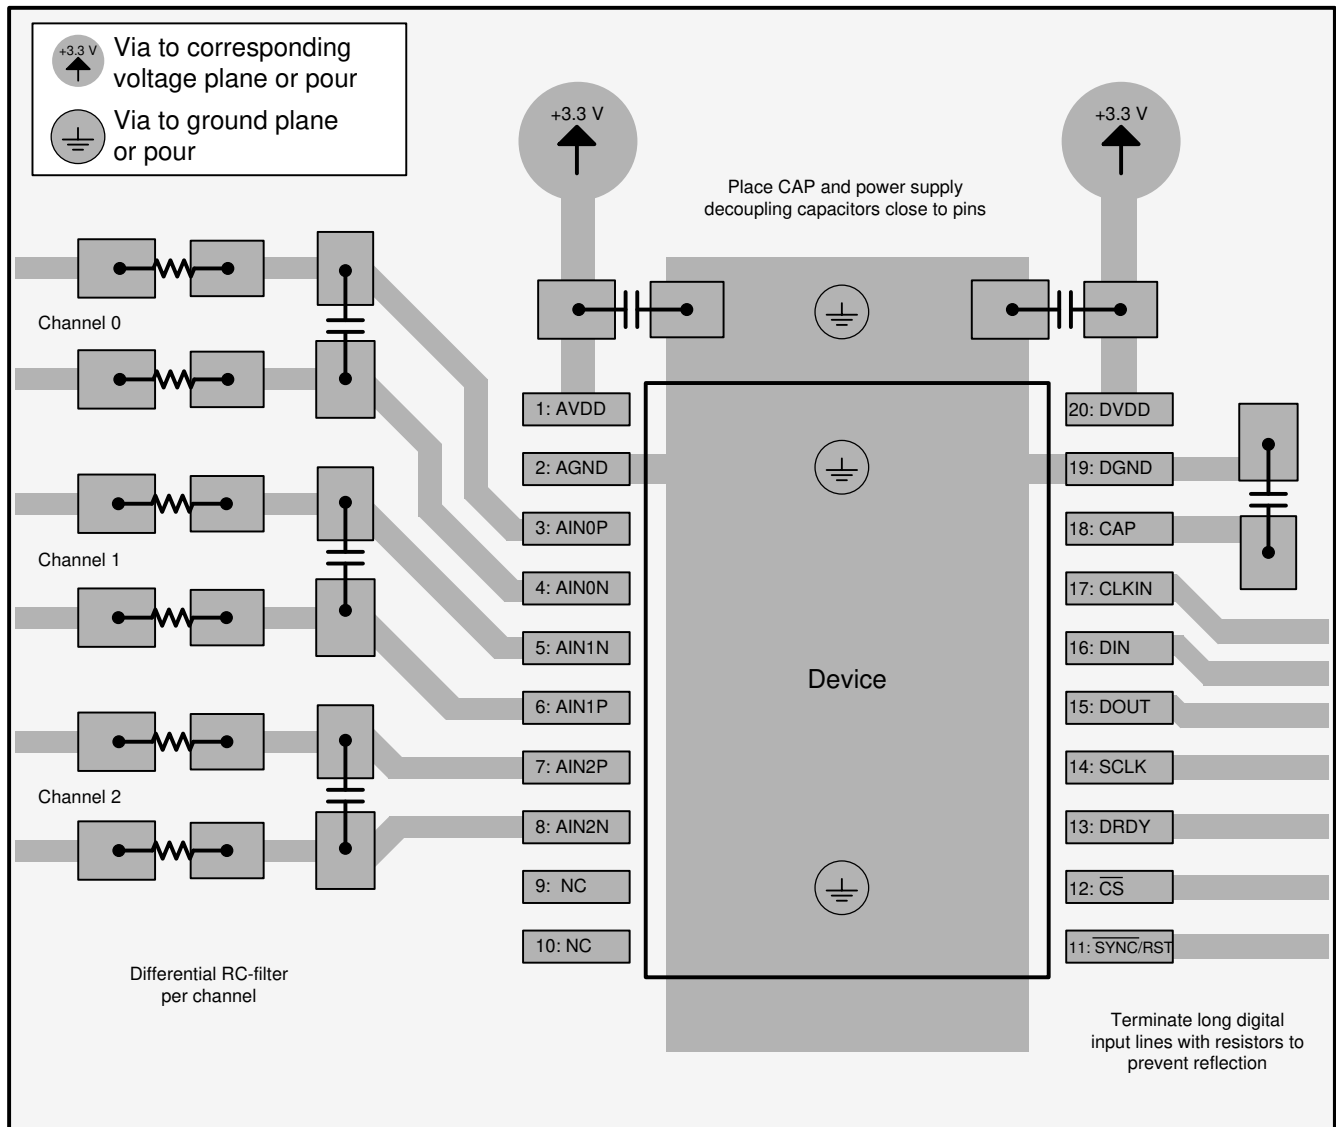 +3.3 V
Via to corresponding
voltage plane or pour
Via to ground plane
or pour
+3.3 V
+3.3 V
Place CAP and power supply
decoupling capacitors close to pins
Channel 0
Channel 1
Channel 2
Differential RC-filter
per channel
1: AVDD
2: AGND
3: AIN0P
4: AIN0N
5: AIN1N
6: AIN1P
7: AIN2P
8: AIN2N
9: NC
10: NC
Device
20: DVDD
19: DGND
18: CAP
17: CLKIN
16: DIN
15: DOUT
14: SCLK
13: DRDY
12: C̅S̅
11: S̅Y̅N̅C̅/RST
Terminate long digital
input lines with resistors to
prevent reflection